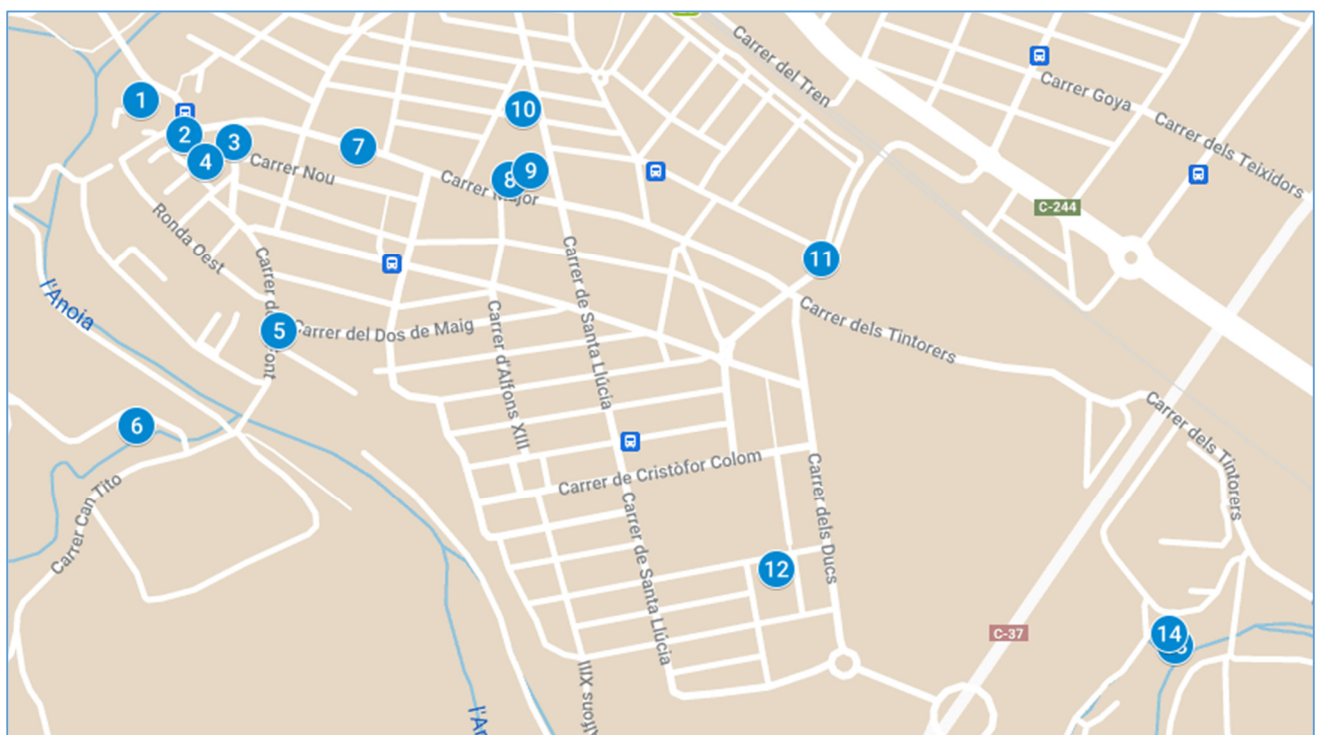 Carrer del Tren
Carrer Goya
Carrer dels Teixidors
1
10
2
3
7
4
Carrer Nou
9
8
Carrer Major
C-244
Ronda Oest
Carrer de
ont
11
Carrer de Santa Llúcia
l'Anoia
Carrer dels Tintorers
5
Carrer del Dos de Maig
Carrer d'Alfons XIII
6
Carrer dels Tintorers
Carrer de Cristòfor Colom
Carrer Can Tito
Carrer dels Ducs
Carrer de Santa Llúcia
12
C-37
14
Alfons XIII
l'An